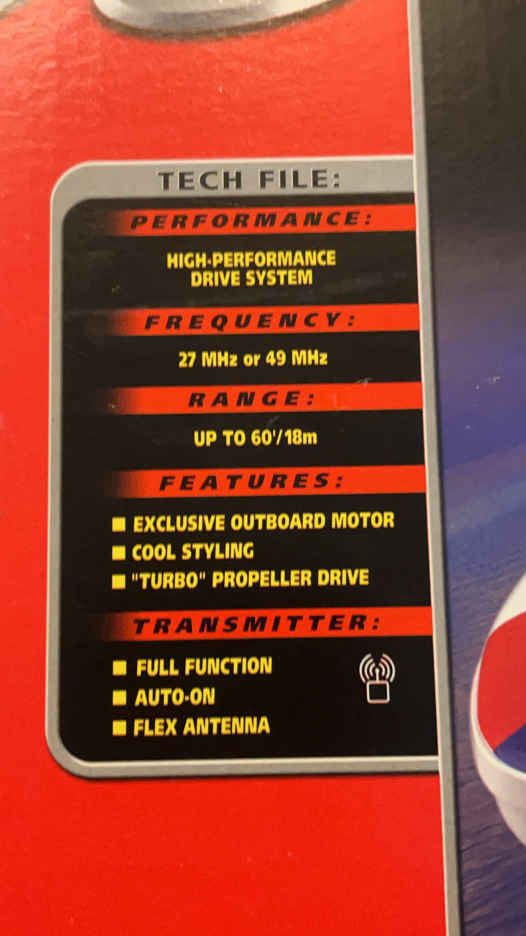 TECH FILE:
PERFORMANCE:
HIGH-PERFORMANCE
DRIVE SYSTEM
FREQUENCY:
27 MHz or 49 MHz
RANGE:
UP TO 60'/18m
FEATURES:
■ EXCLUSIVE OUTBOARD MOTOR
■ COOL STYLING
■ "TURBO" PROPELLER DRIVE
TRANSMITTER:
■ FULL FUNCTION
■ AUTO-ON
■ FLEX ANTENNA